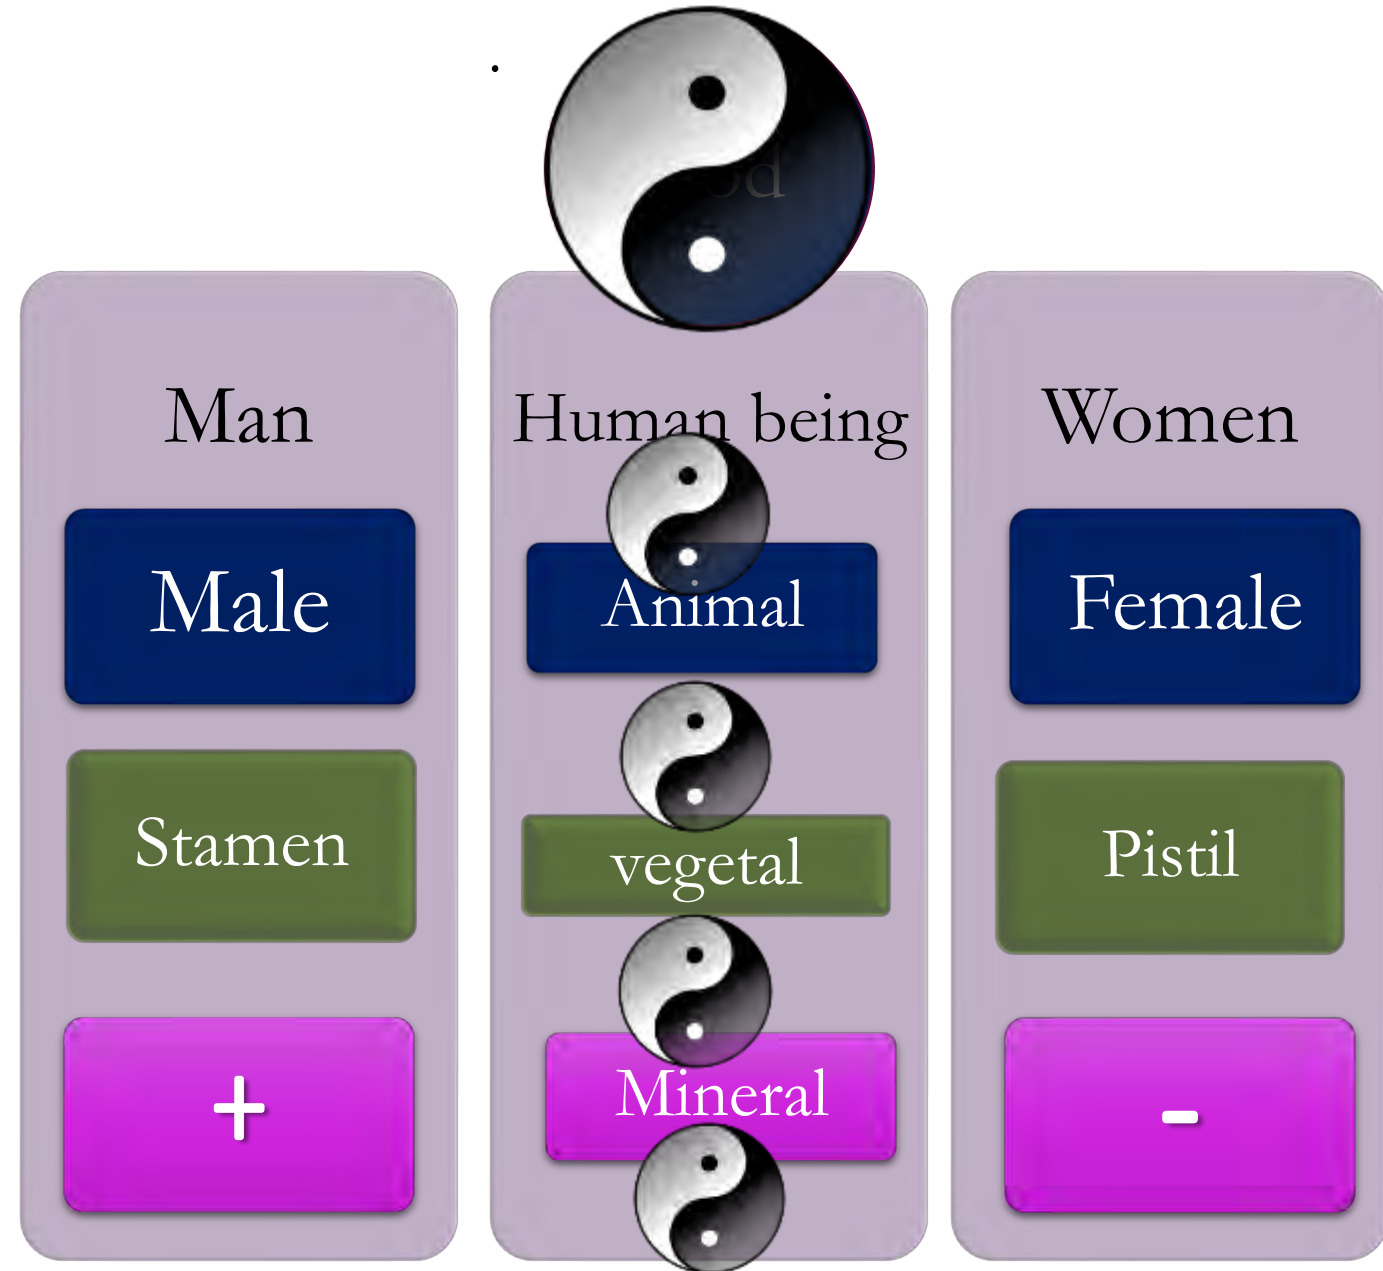 .
Man
Human being
Women
Male
Animal
Female
Stamen
vegetal
Pistil
+
Mineral
-